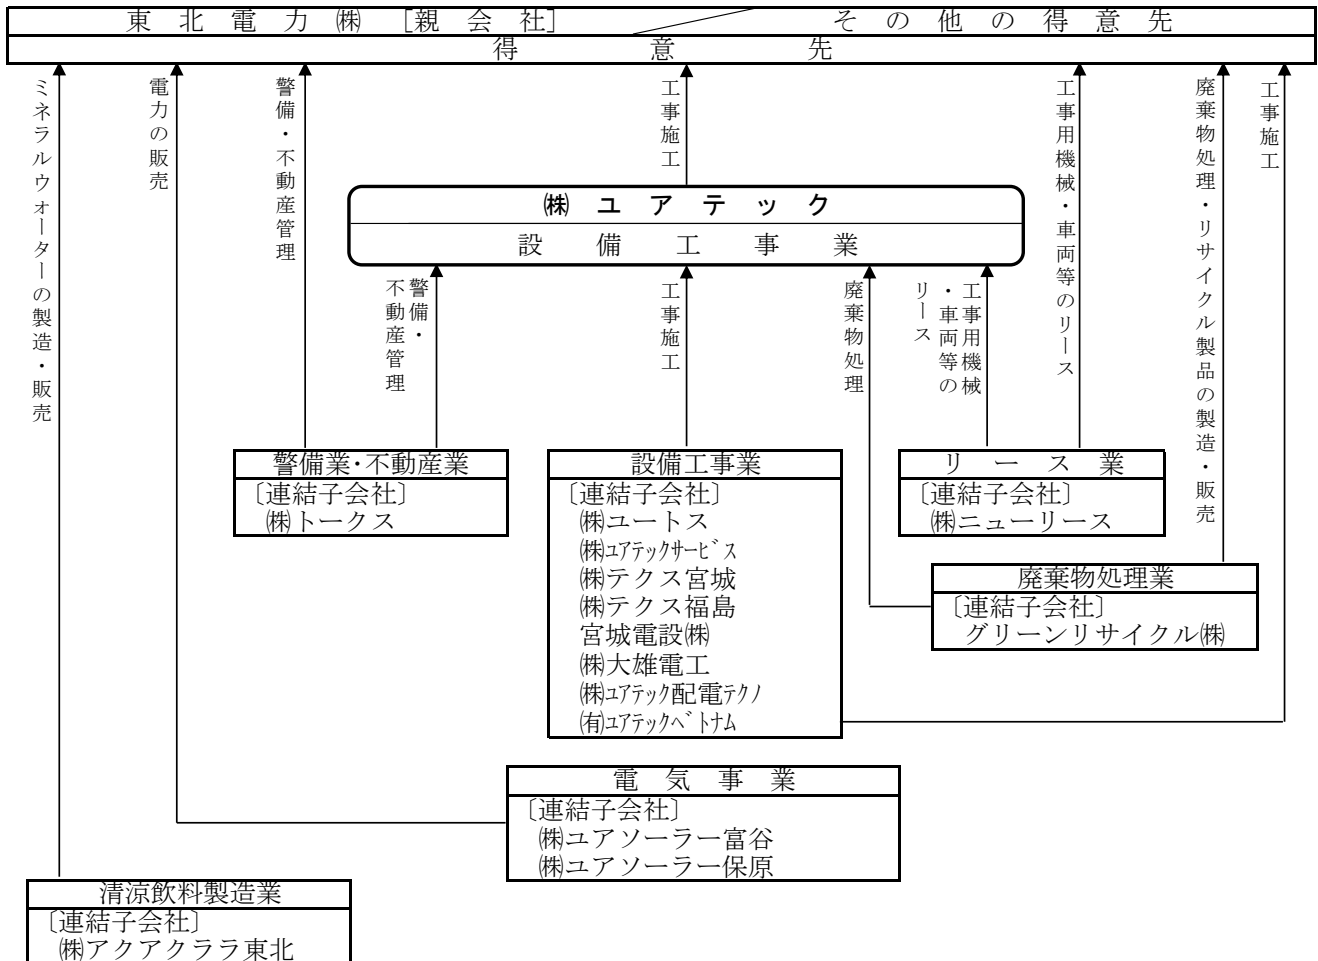 東北電力㈱［親会社］
その他の得意先
得意先
ミネラルウォーターの製造・販売
電力の販売
警備・不動産管理
工事施工
工事用機械・車両等のリース
廃棄物処理・リサイクル製品の製造・販売
工事施工
㈱ユアテック
設備工事業
警備・
不動産管理
工事施工
廃棄物処理
工事用機械
・車両等の
リース
警備業・不動産業
〔連結子会社〕
㈱トークス
設備工事業
〔連結子会社〕
㈱ユートス
㈱ユアテックサービス
㈱テクス宮城
㈱テクス福島
宮城電設㈱
㈱大雄電工
㈱ユアテック配電テクノ
㈲ユアテックベトナム
リース業
〔連結子会社〕
㈱ニューリース
廃棄物処理業
〔連結子会社〕
グリーンリサイクル㈱
電気事業
〔連結子会社〕
㈱ユアソーラー富谷
㈱ユアソーラー保原
清涼飲料製造業
〔連結子会社〕
㈱アクアクララ東北